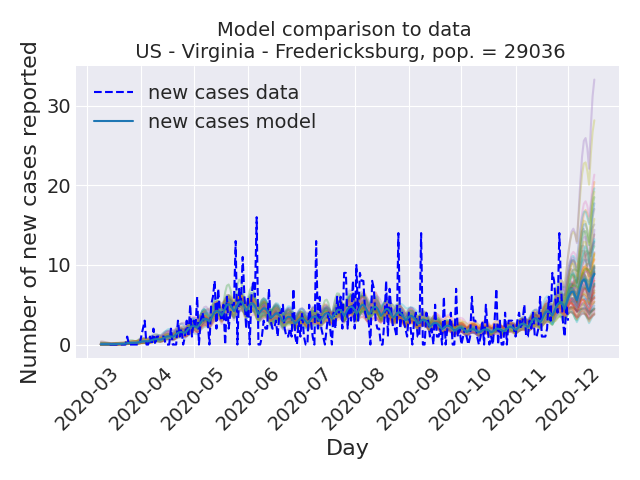 Model comparison to data
US - Virginia - Fredericksburg, pop. = 29036
Number of new cases reported
30
20
10
0
new cases data
new cases model
2020-03
2020-04
2020-05
2020-06
2020-07
2020-08
2020-09
2020-10
2020-11
2020-12
Day